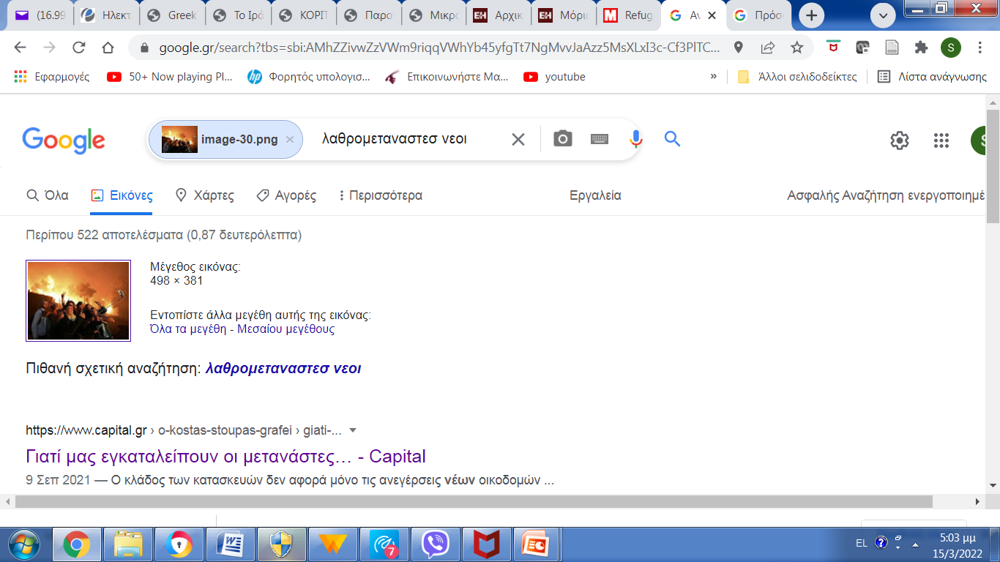 (16.99 Ηλεκτ Greek Το Ιρό ΚΟΡΙΤ Παρο Μικρο Αρχικ Μόρια Refug Αν Πρόσ
google.gr/search?tbs=sbi:AMhZZivwZzVWm9riqqVWhYb45yfgTt7NgMvvJaAzz5MsXLxI3c-Cf3PlTC...
Εφαρμογές 50+ Now playing Pl... Φορητός υπολογισ... Επικοινωνήστε Μα... youtube » Άλλοι σελιδοδείκτες Λίστα ανάγνωσης
Google image-30.png λαθρομεταναστεσ νεοι
Όλα Εικόνες Χάρτες Αγορές Περισσότερα Εργαλεία Ασφαλής Αναζήτηση ενεργοποιημέ
Περίπου 522 αποτελέσματα (0,87 δευτερόλεπτα)
Μέγεθος εικόνας:
498 × 381
Εντοπίστε άλλα μεγέθη αυτής της εικόνας:
Όλα τα μεγέθη - Μεσαίου μεγέθους
Πιθανή σχετική αναζήτηση: λαθρομεταναστεσ νεοι
https://www.capital.gr › o-kostas-stoupas-grafei › giati-...
Γιατί μας εγκαταλείπουν οι μετανάστες… - Capital
9 Σεπ 2021 — Ο κλάδος των κατασκευών δεν αφορά μόνο τις ανεγέρσεις νέων οικοδομών ...
7 EL 5:03 μμ
15/3/2022